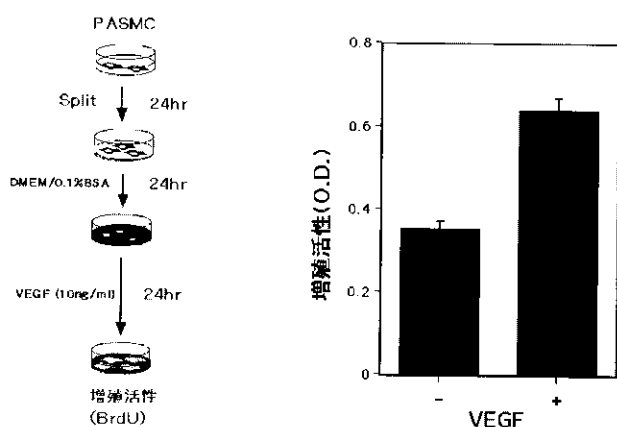 PASMC
Split 24hr
DMEM/0.1%BSA 24hr
VEGF (10ng/ml) 24hr
増殖活性
(BrdU)
増殖活性(O.D.)
0.8
0.6
0.4
0.2
0
- +
VEGF